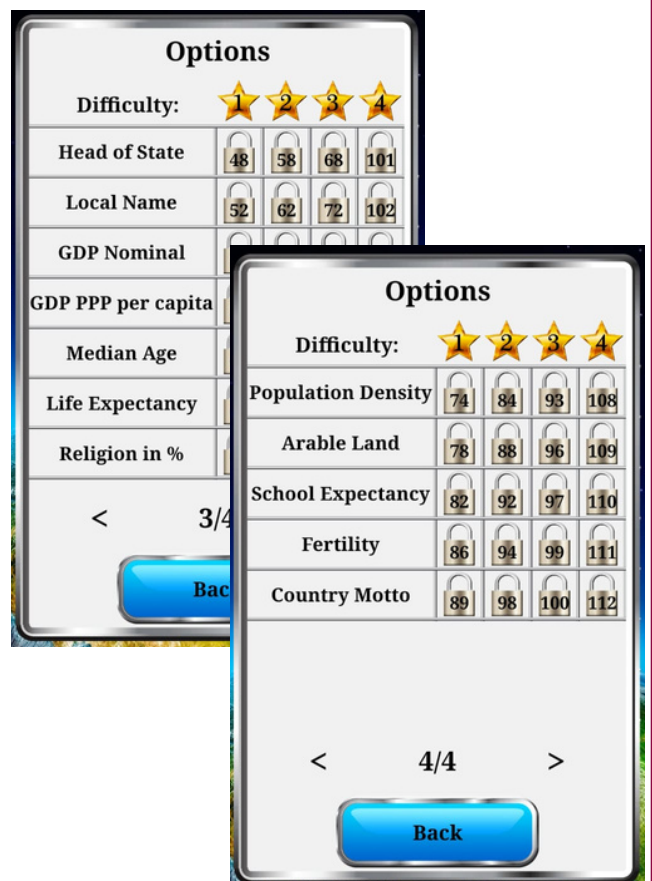 Options
Difficulty: 1 2 3 4
Head of State 48 58 68 101
Local Name 52 62 72 102
GDP Nominal
GDP PPP per capita
Median Age
Life Expectancy
Religion in %
< 3/4
Options
Difficulty: 1 2 3 4
Population Density 74 84 93 108
Arable Land 78 88 96 109
School Expectancy 82 92 97 110
Fertility 86 94 99 111
Country Motto 89 98 100 112
< 4/4 >
Back